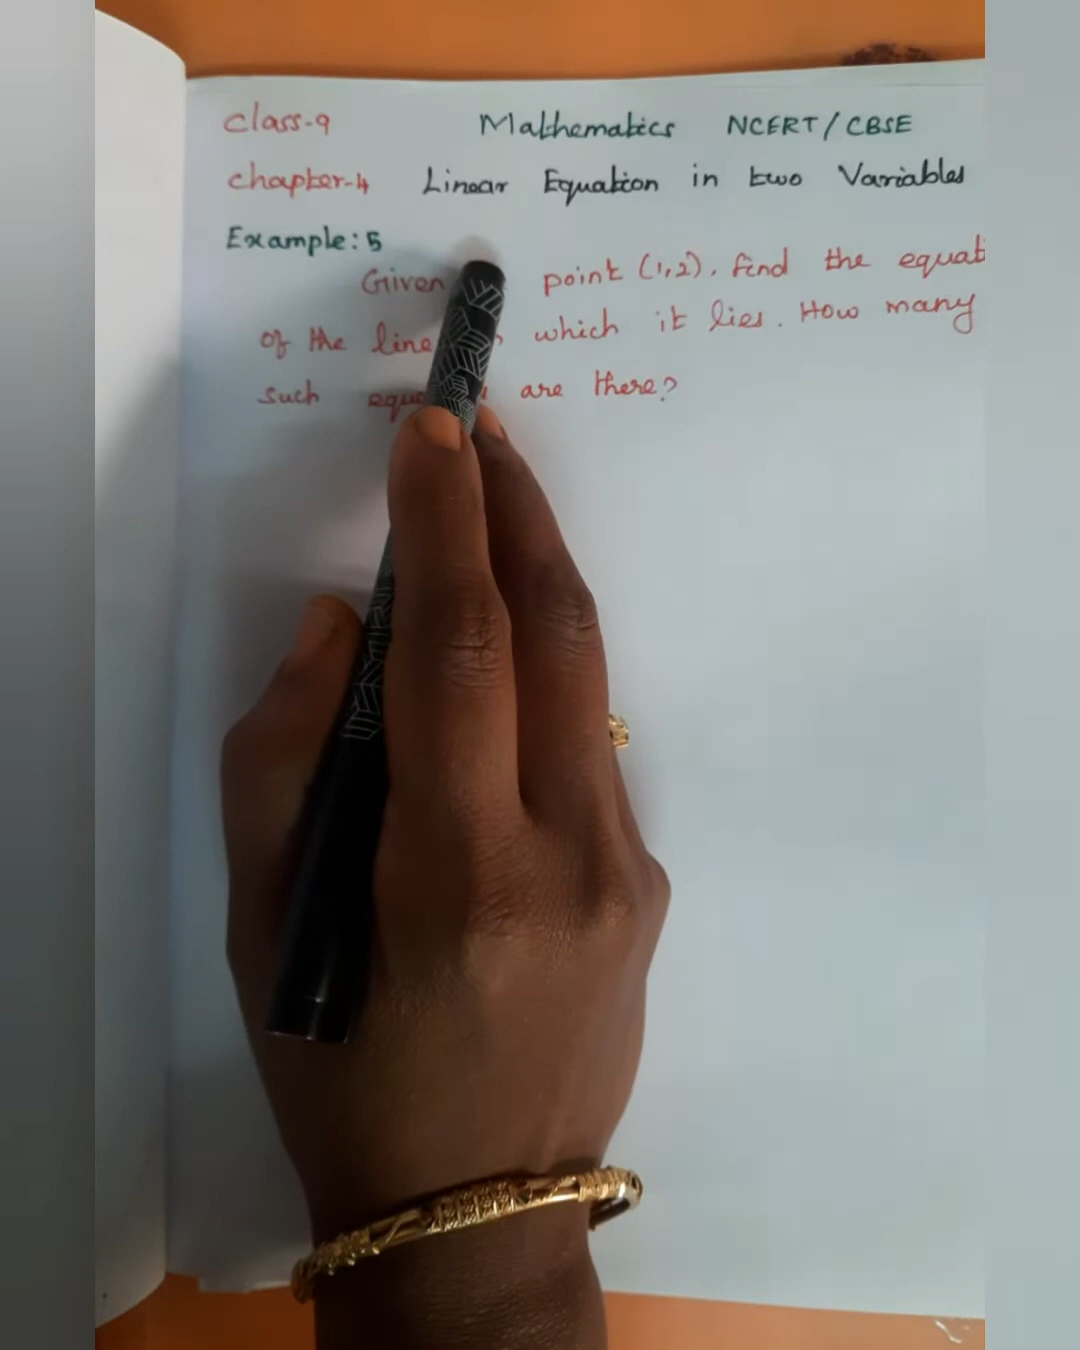 Class-9 Mathematics NCERT/CBSE
Chapter-4 Linear Equation in two Variables
Example: 5
Given point (1,2), find the equat
of the line which it lies. How many
such are there?